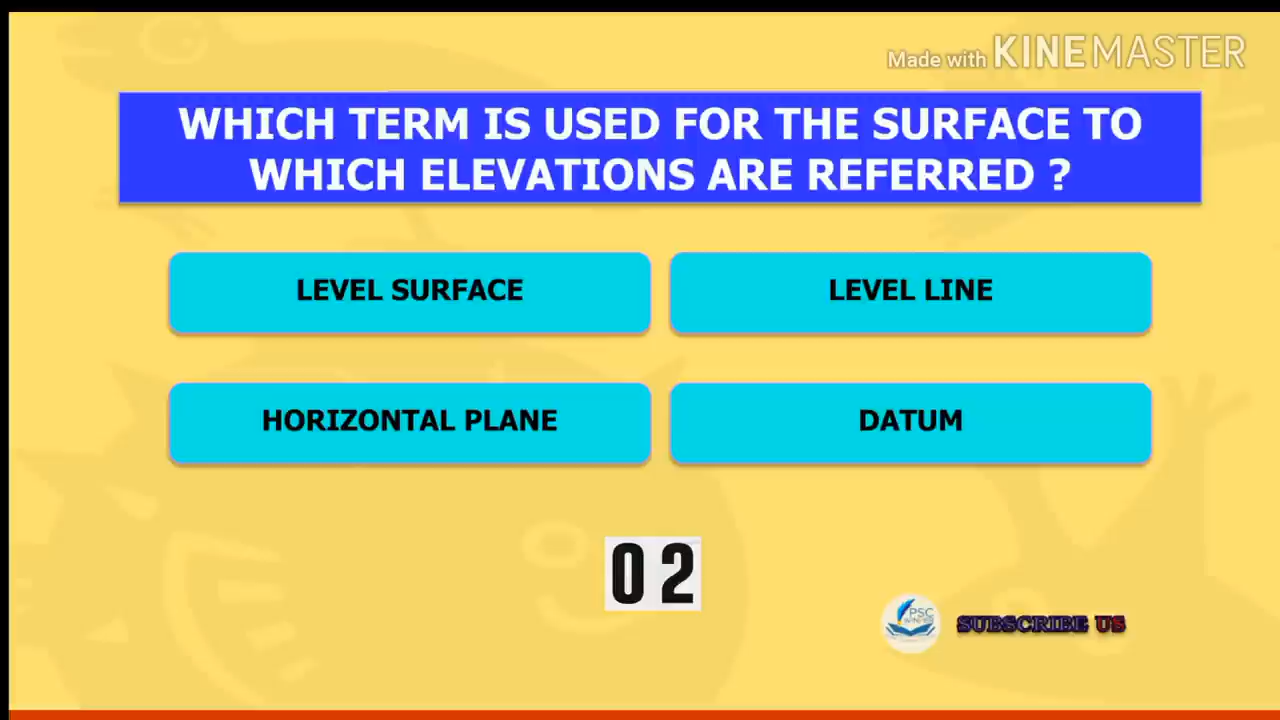 Made with KINEMASTER
WHICH TERM IS USED FOR THE SURFACE TO
WHICH ELEVATIONS ARE REFERRED ?
LEVEL SURFACE
LEVEL LINE
HORIZONTAL PLANE
DATUM
02
PSC
SUBSCRIBE US